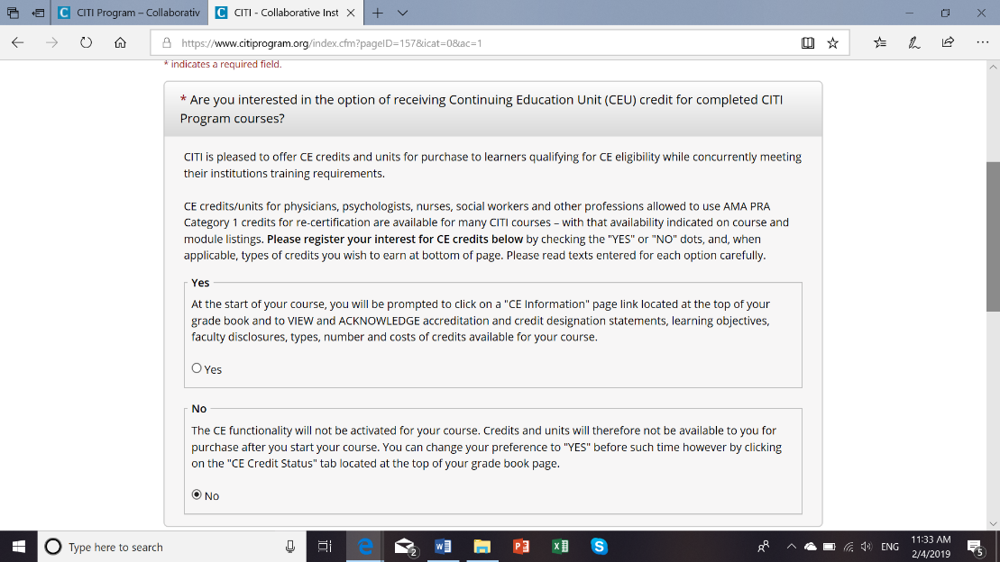 CITI Program – Collaborativ
CITI - Collaborative Inst
https://www.citiprogram.org/index.cfm?pageID=157&icat=0&ac=1
* indicates a required field.
* Are you interested in the option of receiving Continuing Education Unit (CEU) credit for completed CITI
Program courses?
CITI is pleased to offer CE credits and units for purchase to learners qualifying for CE eligibility while concurrently meeting
their institutions training requirements.
CE credits/units for physicians, psychologists, nurses, social workers and other professions allowed to use AMA PRA
Category 1 credits for re-certification are available for many CITI courses – with that availability indicated on course and
module listings. Please register your interest for CE credits below by checking the "YES" or "NO" dots, and, when
applicable, types of credits you wish to earn at bottom of page. Please read texts entered for each option carefully.
Yes
At the start of your course, you will be prompted to click on a "CE Information" page link located at the top of your
grade book and to VIEW and ACKNOWLEDGE accreditation and credit designation statements, learning objectives,
faculty disclosures, types, number and costs of credits available for your course.
Yes
No
The CE functionality will not be activated for your course. Credits and units will therefore not be available to you for
purchase after you start your course. You can change your preference to "YES" before such time however by clicking
on the "CE Credit Status" tab located at the top of your grade book page.
No
Type here to search
2
ENG
11:33 AM
2/4/2019
5